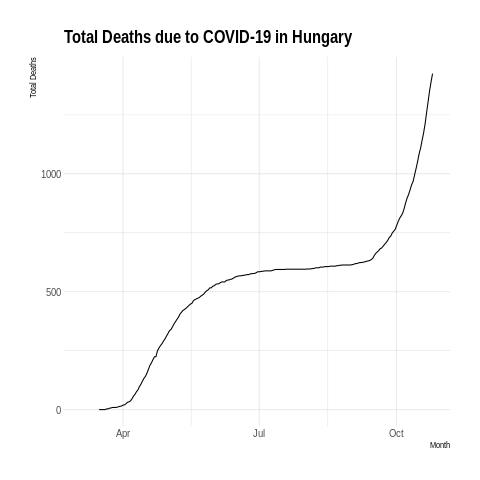 Total Deaths due to COVID-19 in Hungary
Total Deaths
1000
500
0
Apr
Jul
Oct
Month